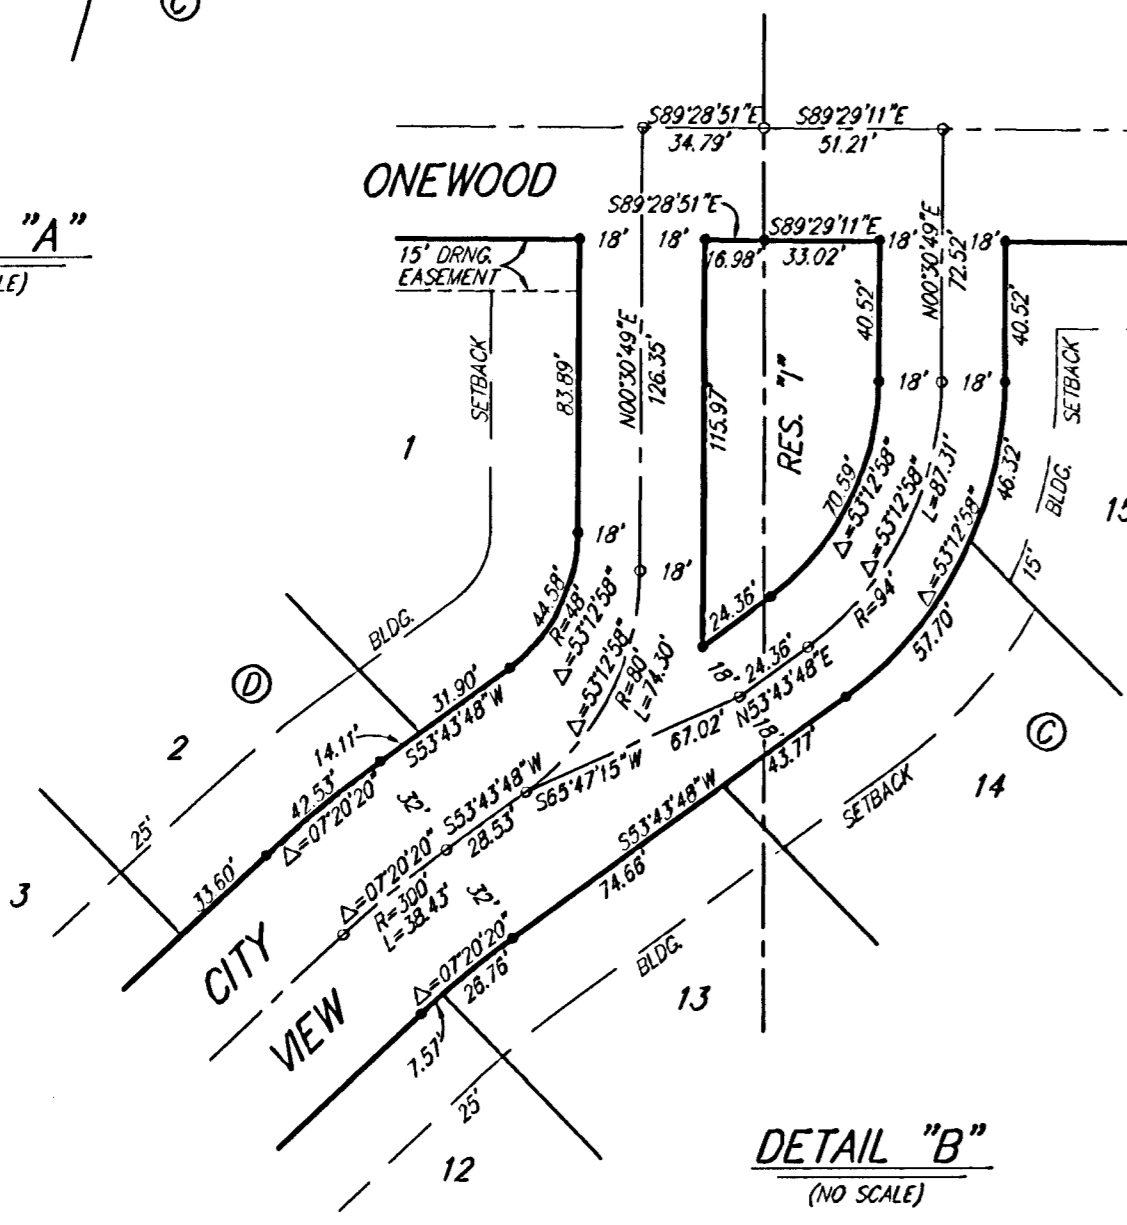 C
"A"
LE)
S89°28'51"E
34.79'
S89°29'11"E
51.21'
ONEWOOD
S89°28'51"E
S89°29'11"E
18'
18'
16.98'
33.02'
18'
18'
15' DRNG.
EASEMENT
N00°30'49"E
72.52'
40.52'
40.52'
SETBACK
83.89'
N00°30'49"E
126.35'
115.97'
RES. "1"
18'
18'
SETBACK
BLDG.
1
70.59'
Δ=53°12'58"
Δ=53°12'58"
L=87.31'
R=94'
46.32'
Δ=53°12'58"
57.70'
15
15'
18'
18'
44.58'
R=48'
Δ=53°12'58"
Δ=53°12'58"
R=80'
L=74.30'
24.36'
18'
24.36'
N53°43'48"E
BLDG.
D
31.90'
S53°43'48"W
14.11'
2
42.53'
Δ=07°20'20"
32'
S53°43'48"W
28.53'
67.02'
S65°47'15"W
18'
43.77'
C
14
SETBACK
S53°43'48"W
74.66'
25'
3
33.60'
Δ=07°20'20"
R=300'
L=38.43'
32'
CITY
VIEW
Δ=07°20'20"
26.76'
7.57'
BLDG.
13
25'
12
DETAIL "B"
(NO SCALE)